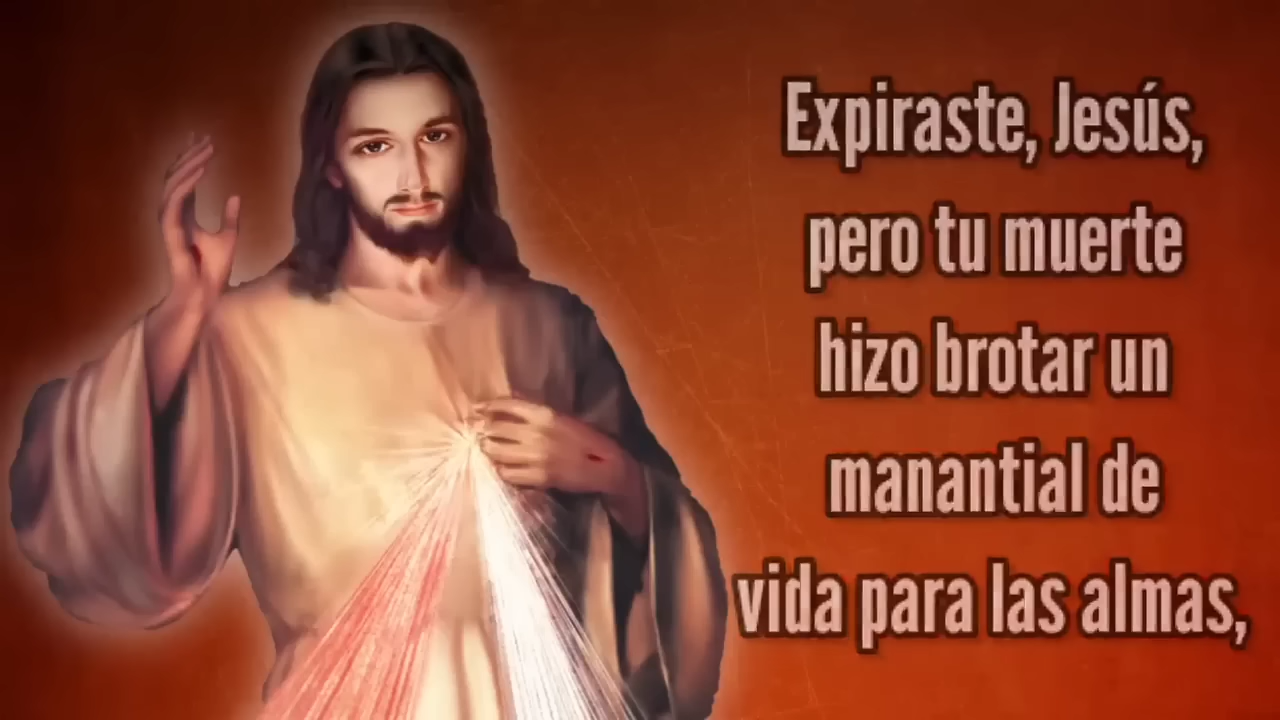 Expiraste, Jesús,
pero tu muerte
hizo brotar un
manantial de
vida para las almas,